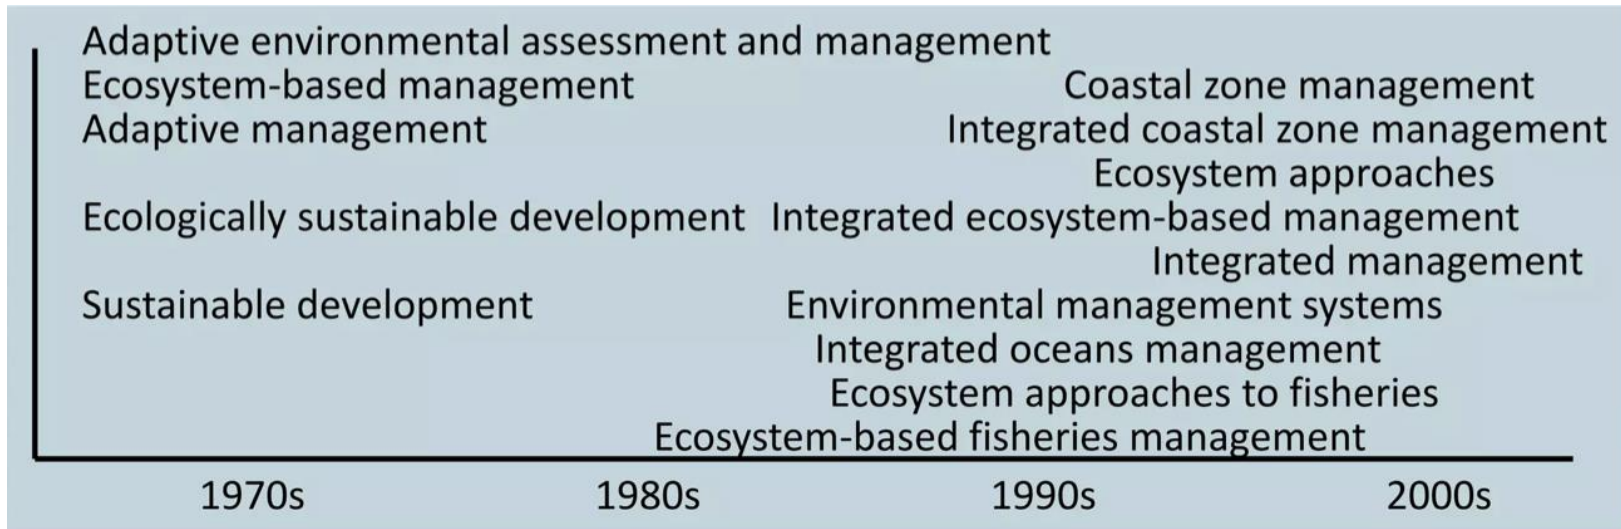 Adaptive environmental assessment and management
Ecosystem-based management Coastal zone management
Adaptive management Integrated coastal zone management
Ecosystem approaches
Ecologically sustainable development Integrated ecosystem-based management
Integrated management
Sustainable development Environmental management systems
Integrated oceans management
Ecosystem approaches to fisheries
Ecosystem-based fisheries management
1970s 1980s 1990s 2000s